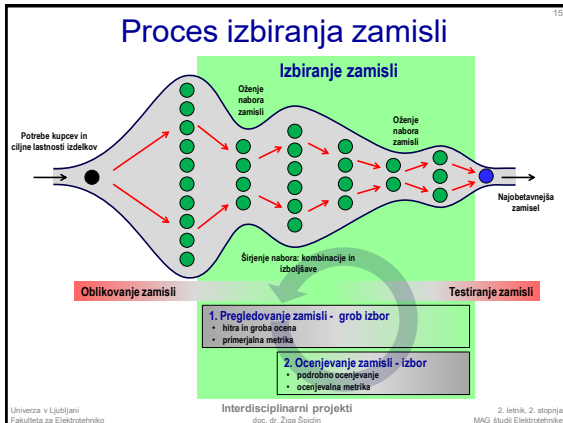 15
Proces izbiranja zamisli
Izbiranje zamisli
Oženje
nabora
zamisli
Oženje
nabora
zamisli
Potrebe kupcev in
ciljne lastnosti izdelkov
Najobetavnejša
zamisel
Širjenje nabora: kombinacije in
izboljšave
Oblikovanje zamisli
Testiranje zamisli
1. Pregledovanje zamisli - grob izbor
• hitra in groba ocena
• primerjalna metrika
2. Ocenjevanje zamisli - izbor
• podrobno ocenjevanje
• ocenjevalna metrika
Univerza v Ljubljani
Fakulteta za Elektrotehniko
Interdisciplinarni projekti
doc. dr. Žiga Špiclin
2. letnik, 2. stopnja
MAG študij Elektrotehnike